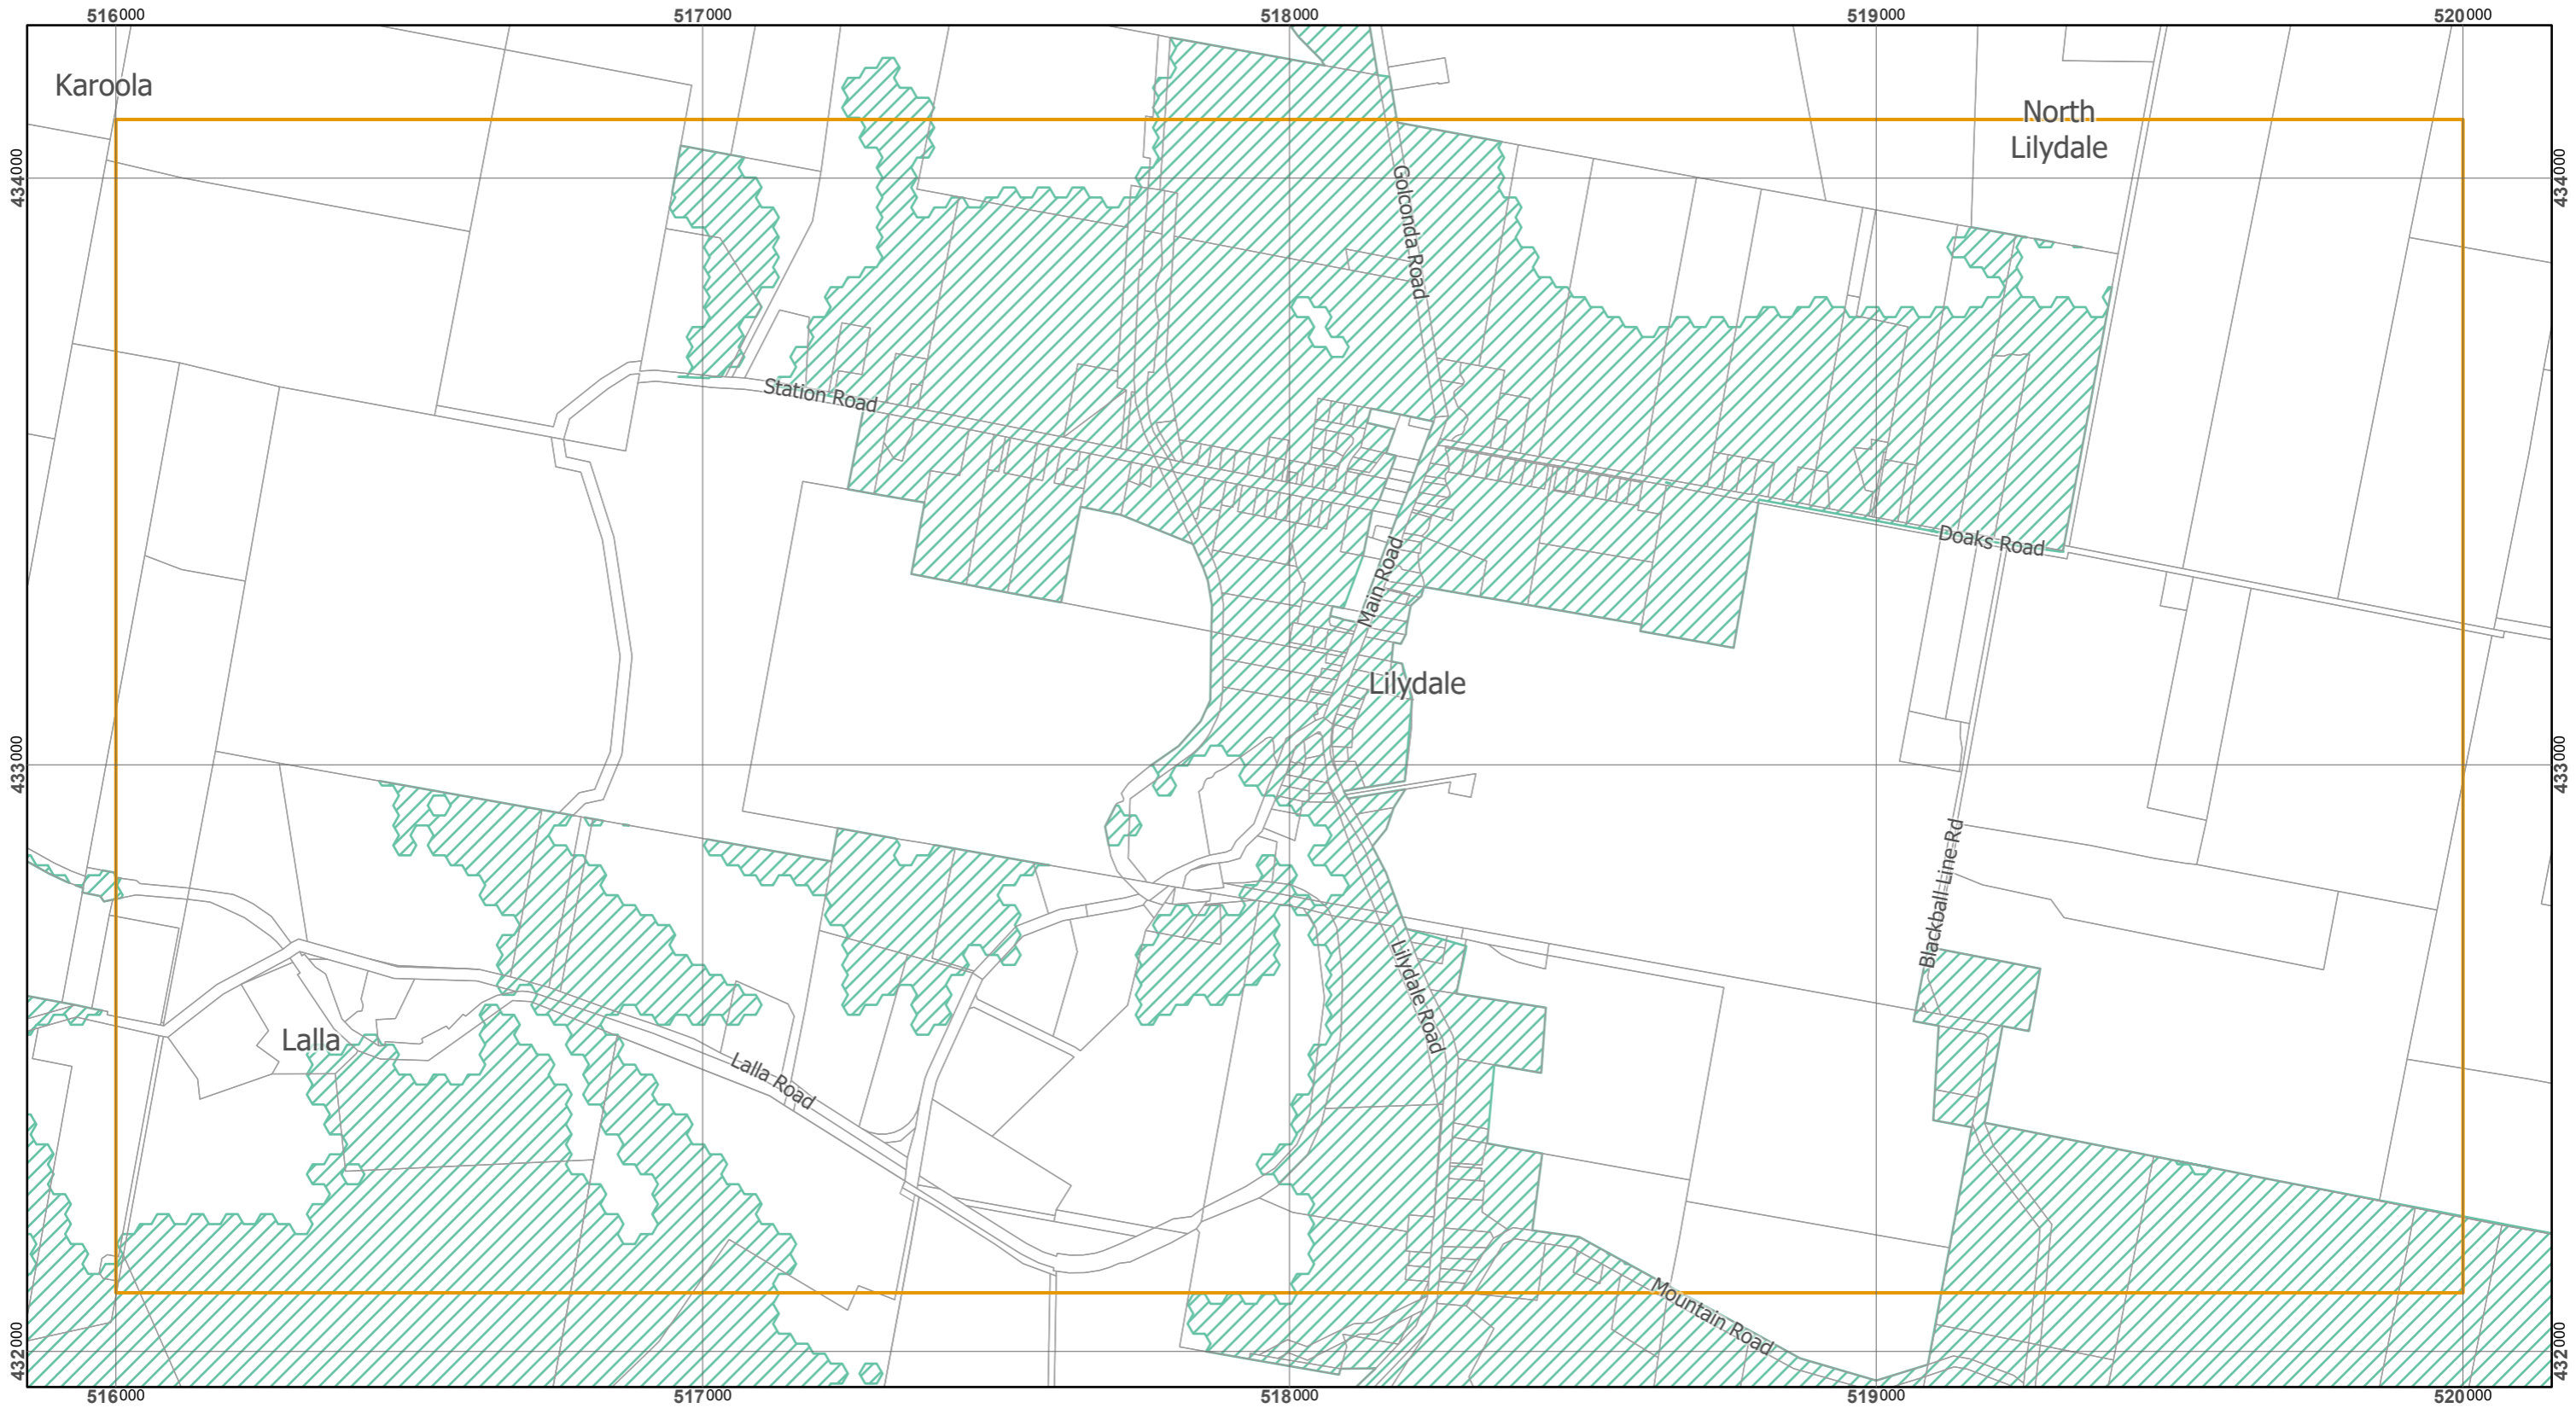 516000 517000 518000 519000 520000
Karoola
North
Lilydale
434000
434000
Golconda Road
Station Road
Doaks Road
Main Road
Lilydale
433000
433000
Blackball Line Rd
Lilydale Road
Lalla
Lalla Road
Mountain Road
432000
432000
516000 517000 518000 519000 520000